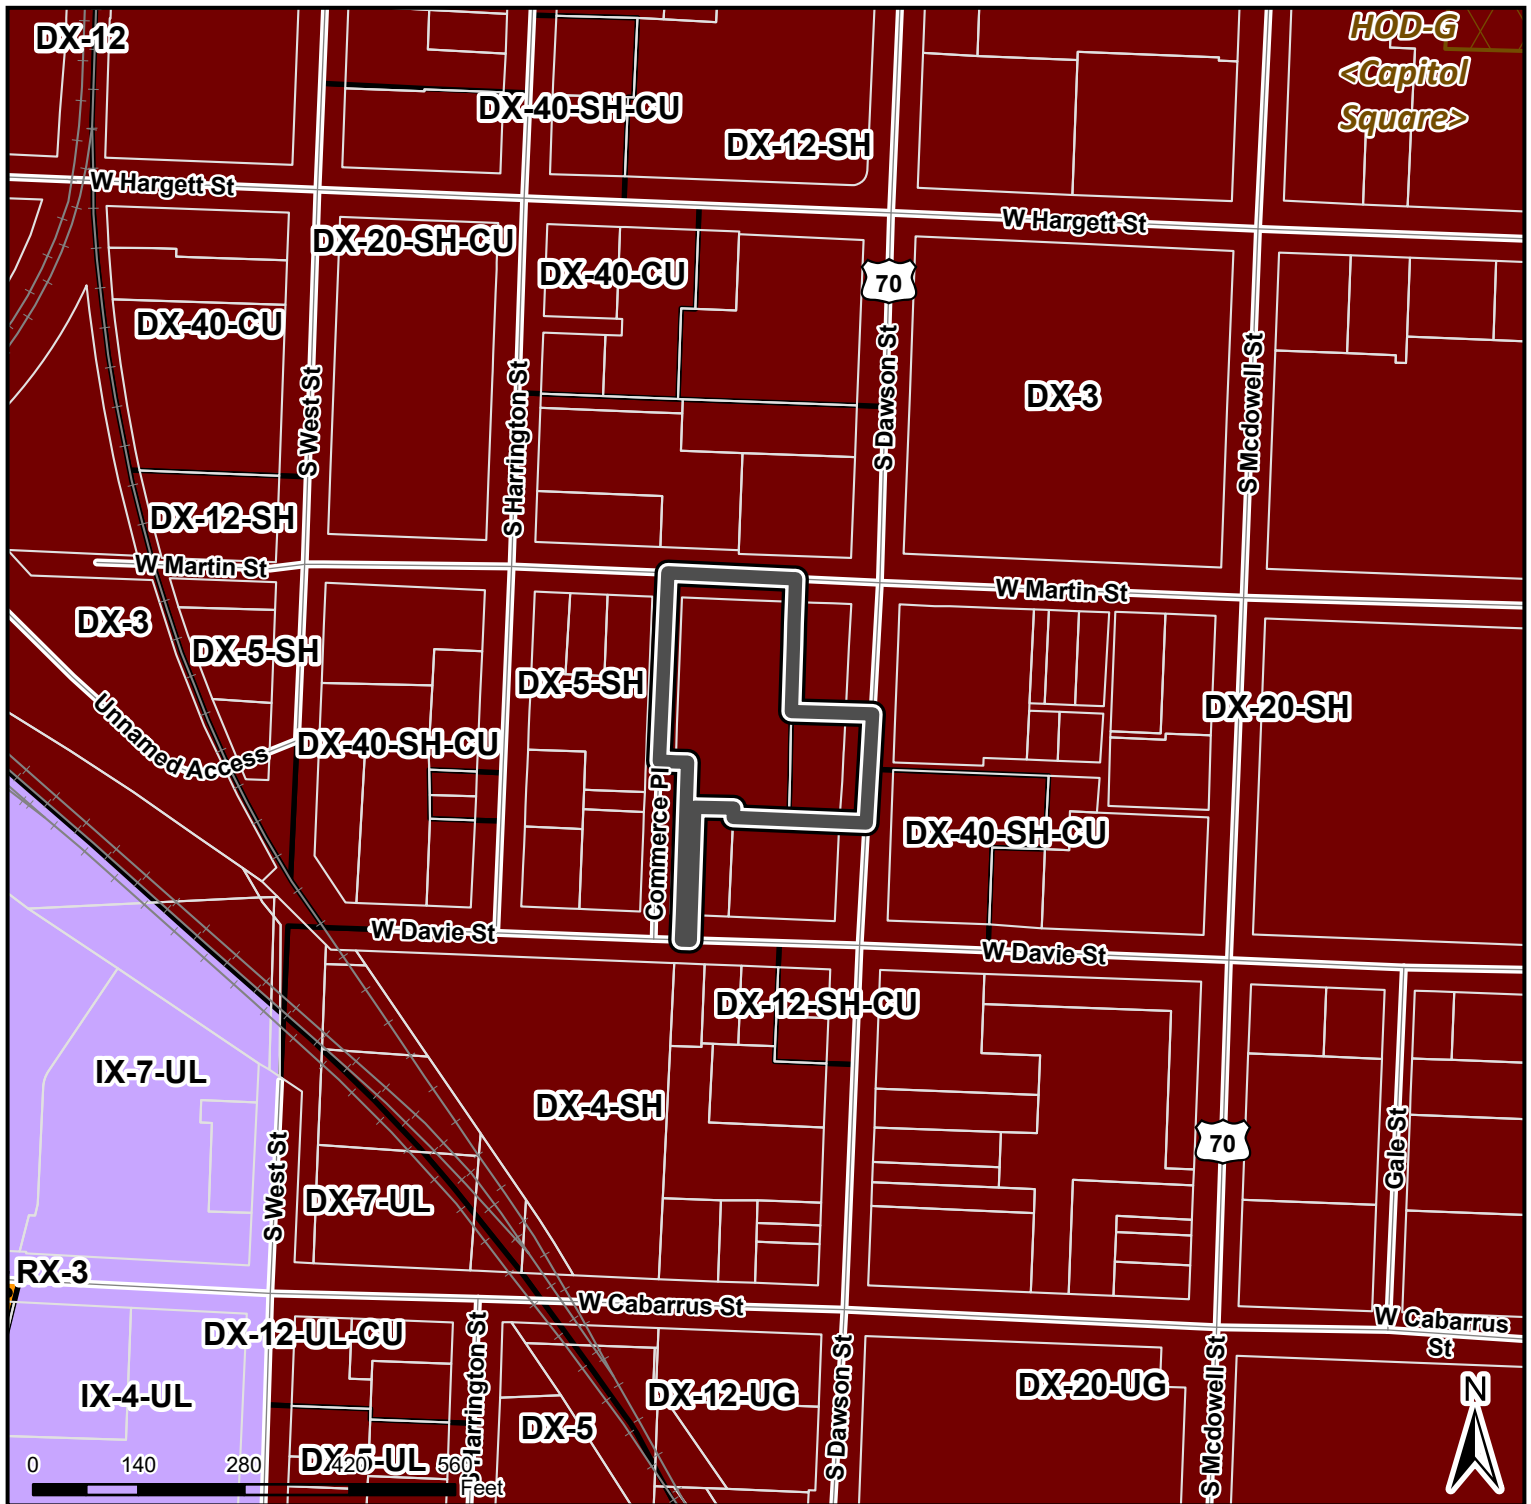 DX-12
HOD-G
<Capitol
Square>
DX-40-SH-CU
DX-12-SH
W Hargett St
W Hargett St
DX-20-SH-CU
DX-40-CU
70
DX-40-CU
S West St
S Harrington St
S Dawson St
S Mcdowell St
DX-3
DX-12-SH
W Martin St
W Martin St
DX-3
DX-5-SH
DX-5-SH
DX-20-SH
Unnamed Access
DX-40-SH-CU
Commerce Pl
DX-40-SH-CU
W Davie St
W Davie St
DX-12-SH-CU
IX-7-UL
DX-4-SH
S West St
70
Gale St
DX-7-UL
RX-3
W Cabarrus St
W Cabarrus
St
DX-12-UL-CU
S Harrington St
S Dawson St
S Mcdowell St
IX-4-UL
DX-12-UG
DX-20-UG
N
DX-5
DX-5-UL
0 140 280 420 560
Feet